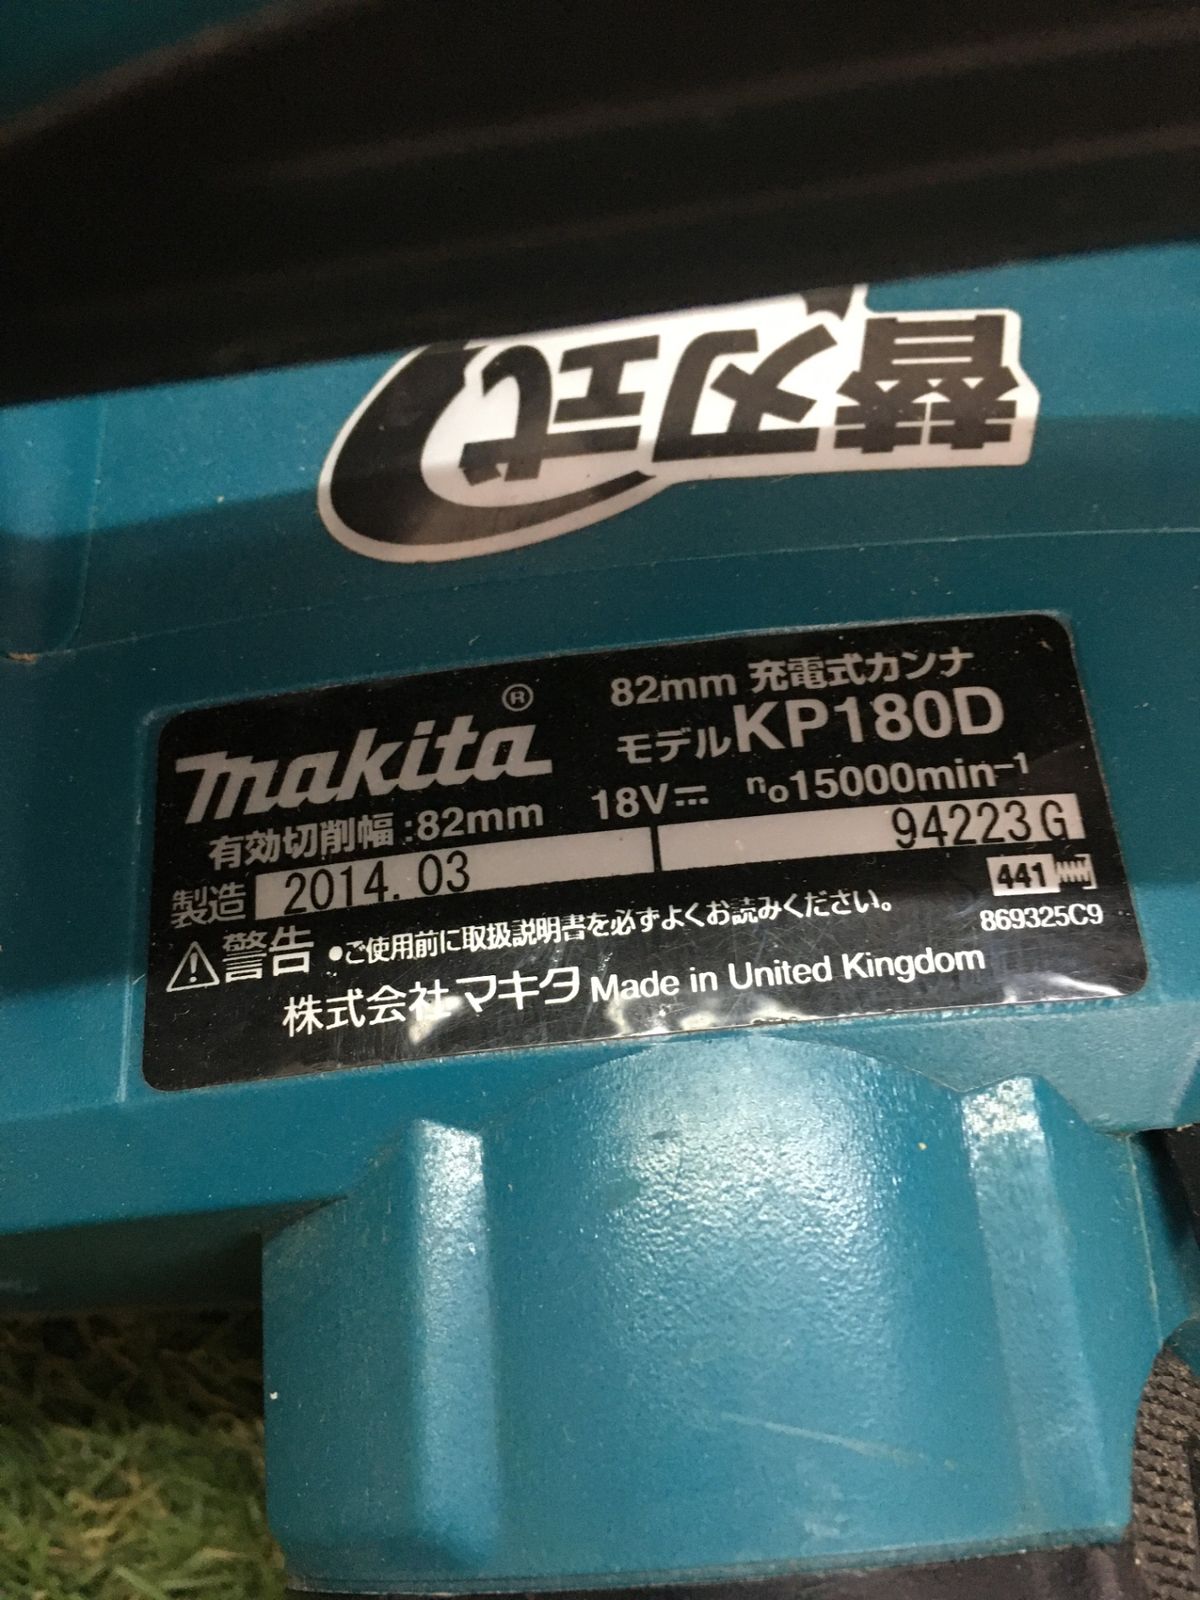 替刃式
makita®
82mm 充電式カンナ
モデルKP180D
有効切削幅:82mm 18V n₀15000min⁻¹
製造 2014.03 94223G
警告 •ご使用前に取扱説明書を必ずよくお読みください。
441
869325C9
株式会社マキタ Made in United Kingdom